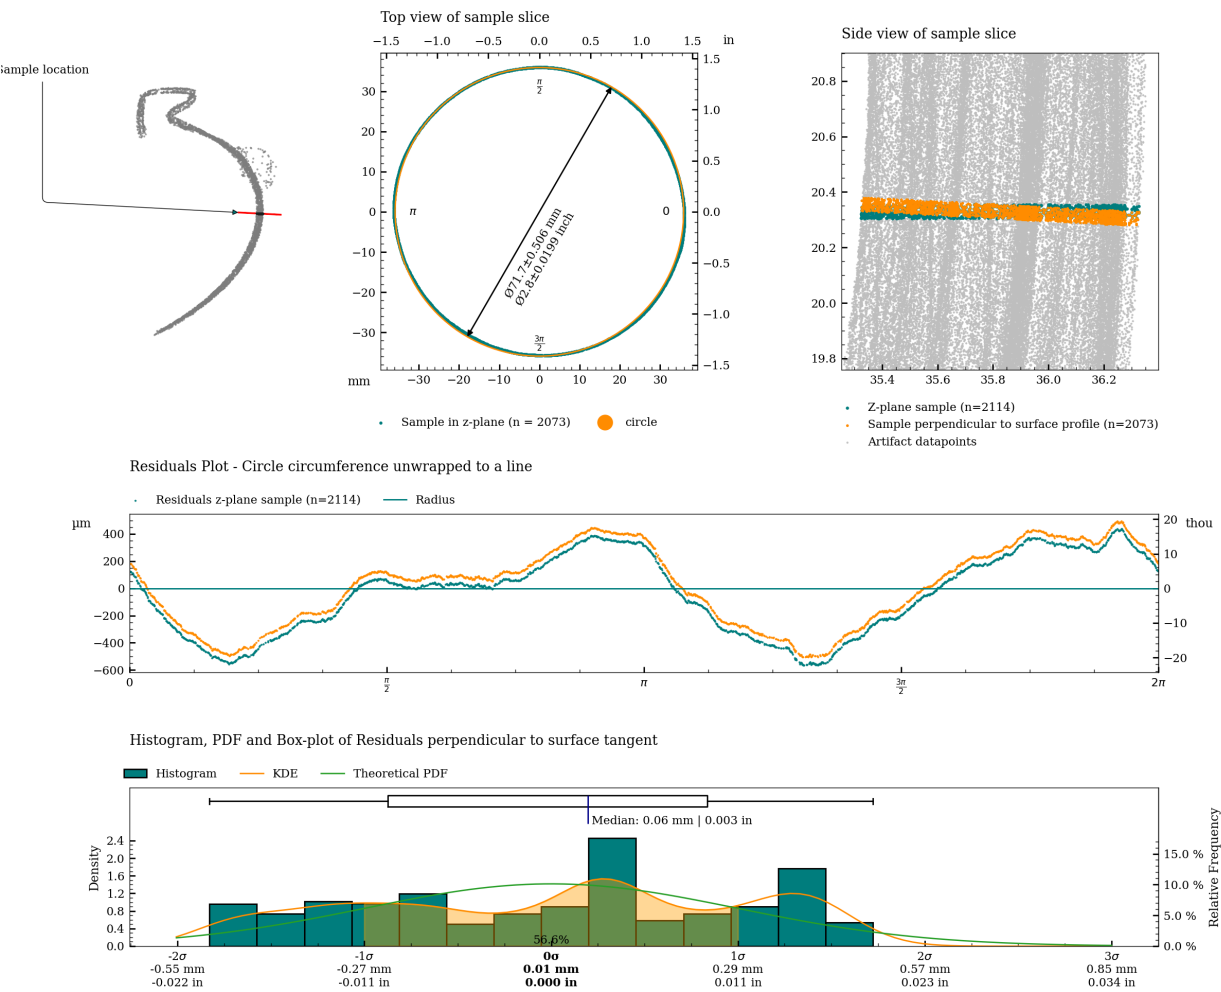 Top view of sample slice
Side view of sample slice
Sample location
−1.5 −1.0 −0.5 0.0 0.5 1.0 1.5 in
30
20
10
0
−10
−20
−30
1.5
1.0
0.5
0.0
−0.5
−1.0
−1.5
π/2
π
0
3π/2
Ø71.7±0.506 mm
Ø2.8±0.0199 inch
mm −30 −20 −10 0 10 20 30
Sample in z-plane (n = 2073) circle
20.8
20.6
20.4
20.2
20.0
19.8
35.4 35.6 35.8 36.0 36.2
Z-plane sample (n=2114)
Sample perpendicular to surface profile (n=2073)
Artifact datapoints
Residuals Plot - Circle circumference unwrapped to a line
Residuals z-plane sample (n=2114) Radius
µm
400
200
0
−200
−400
−600
thou
20
10
0
−10
−20
0 π/2 π 3π/2 2π
Histogram, PDF and Box-plot of Residuals perpendicular to surface tangent
Histogram KDE Theoretical PDF
Median: 0.06 mm | 0.003 in
Density
2.4
2.0
1.6
1.2
0.8
0.4
0.0
Relative Frequency
15.0 %
10.0 %
5.0 %
0.0 %
56.6%
-2σ -1σ 0σ 1σ 2σ 3σ
-0.55 mm -0.27 mm 0.01 mm 0.29 mm 0.57 mm 0.85 mm
-0.022 in -0.011 in 0.000 in 0.011 in 0.023 in 0.034 in